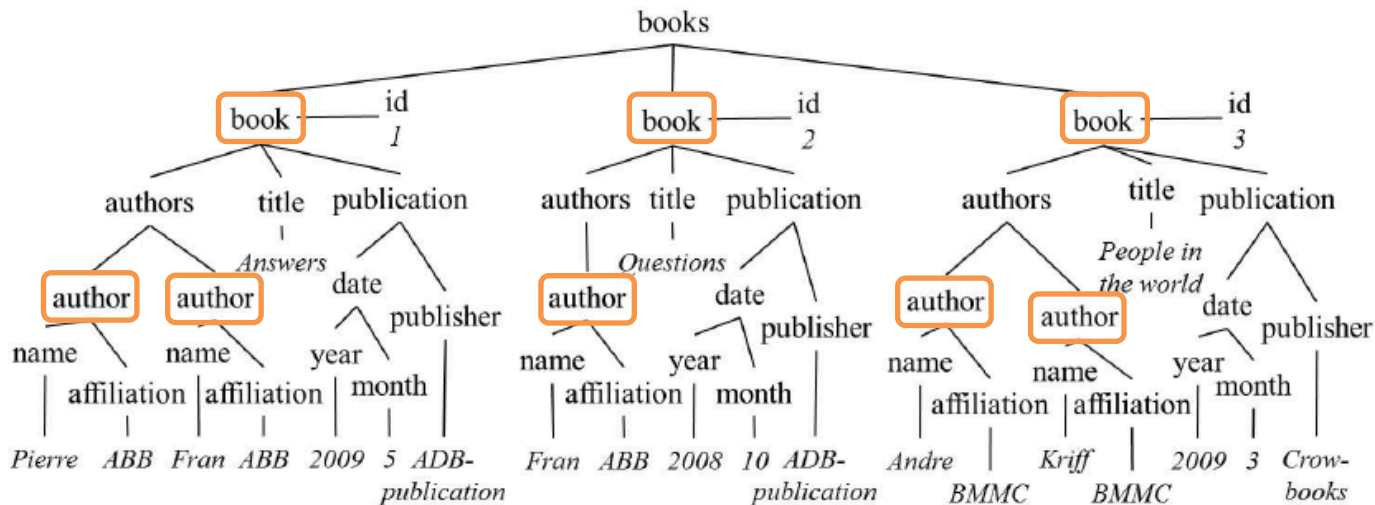 books
book id book id book id
1 2 3
authors title publication authors title publication authors title publication
Answers Questions People in
the world
author author date author date author author date
publisher publisher publisher
name name year name year name name year
affiliation affiliation month affiliation month affiliation affiliation month
Pierre ABB Fran ABB 2009 5 ADB- Fran ABB 2008 10 ADB- Andre Kriff 2009 3 Crow-
publication publication BMMC BMMC books